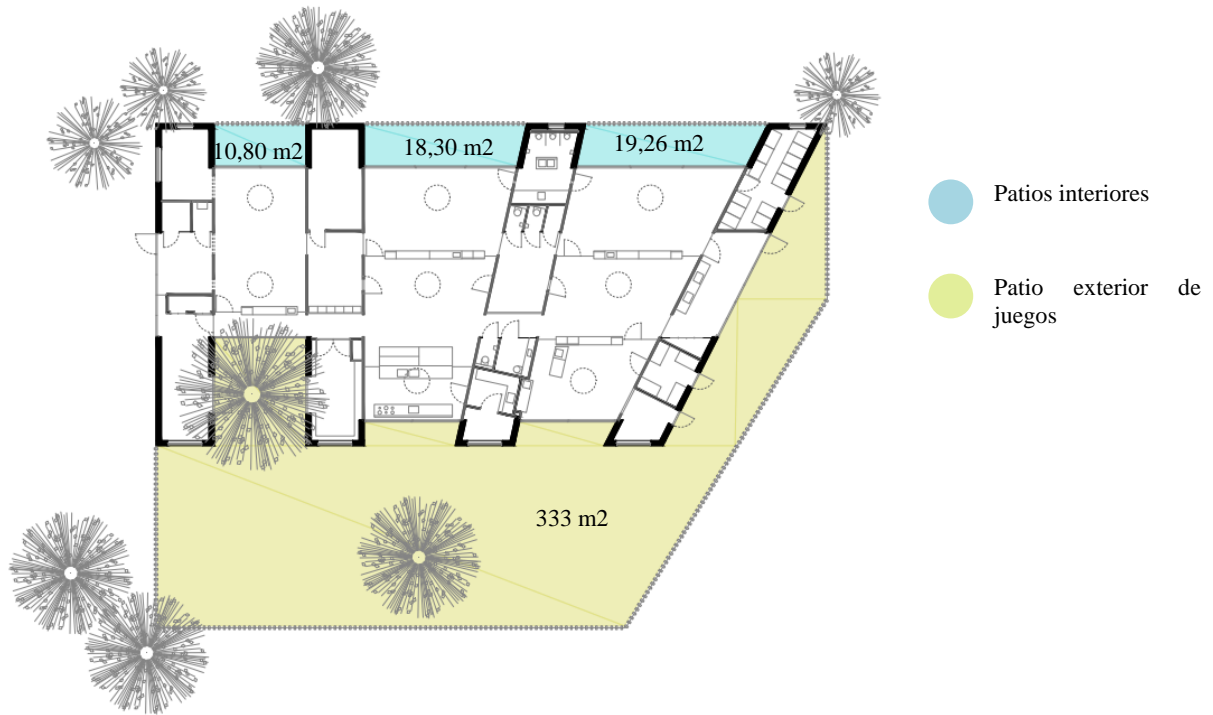 10,80 m2
18,30 m2
19,26 m2
333 m2
Patios interiores
Patio exterior de
juegos